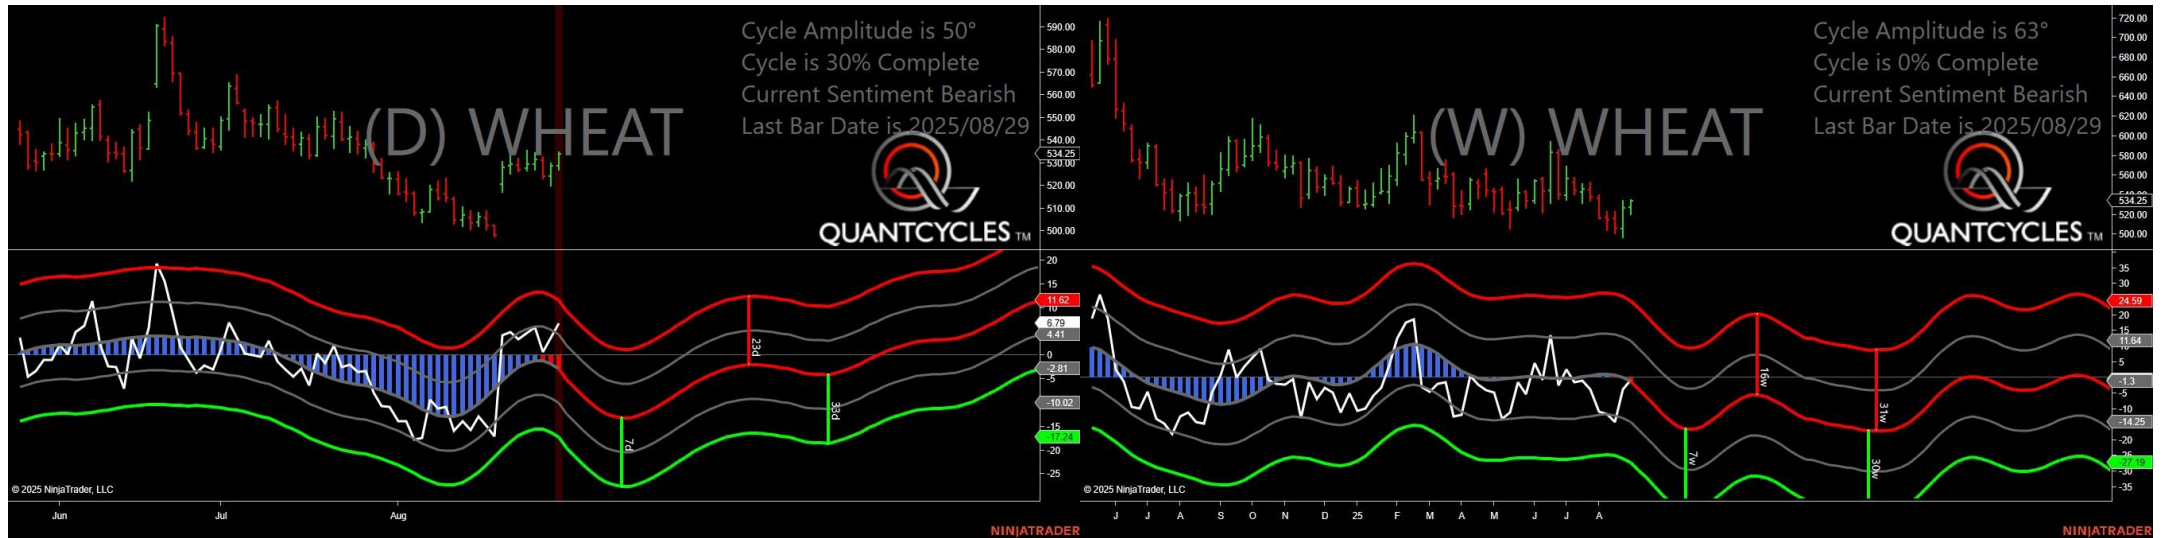 Cycle Amplitude is 50°
Cycle is 30% Complete
Current Sentiment Bearish
Last Bar Date is 2025/08/29
(D) WHEAT
QUANTCYCLES TM
590.00
580.00
570.00
560.00
550.00
540.00
534.25
530.00
520.00
510.00
500.00
20
15
11.62
10
6.79
4.41
0
-2.81
-5
-10.02
-15
-17.24
-20
-25
7d
23d
33d
© 2025 NinjaTrader, LLC
Jun
Jul
Aug
NINJATRADER
Cycle Amplitude is 63°
Cycle is 0% Complete
Current Sentiment Bearish
Last Bar Date is 2025/08/29
(W) WHEAT
QUANTCYCLES TM
720.00
700.00
680.00
660.00
640.00
620.00
600.00
580.00
560.00
534.25
520.00
500.00
35
30
24.59
20
15
11.64
5
-1.3
-5
-10
-14.25
-20
-27.19
-30
-35
7w
16w
30w
31w
© 2025 NinjaTrader, LLC
J
J
A
S
O
N
D
25
F
M
A
M
J
J
A
NINJATRADER